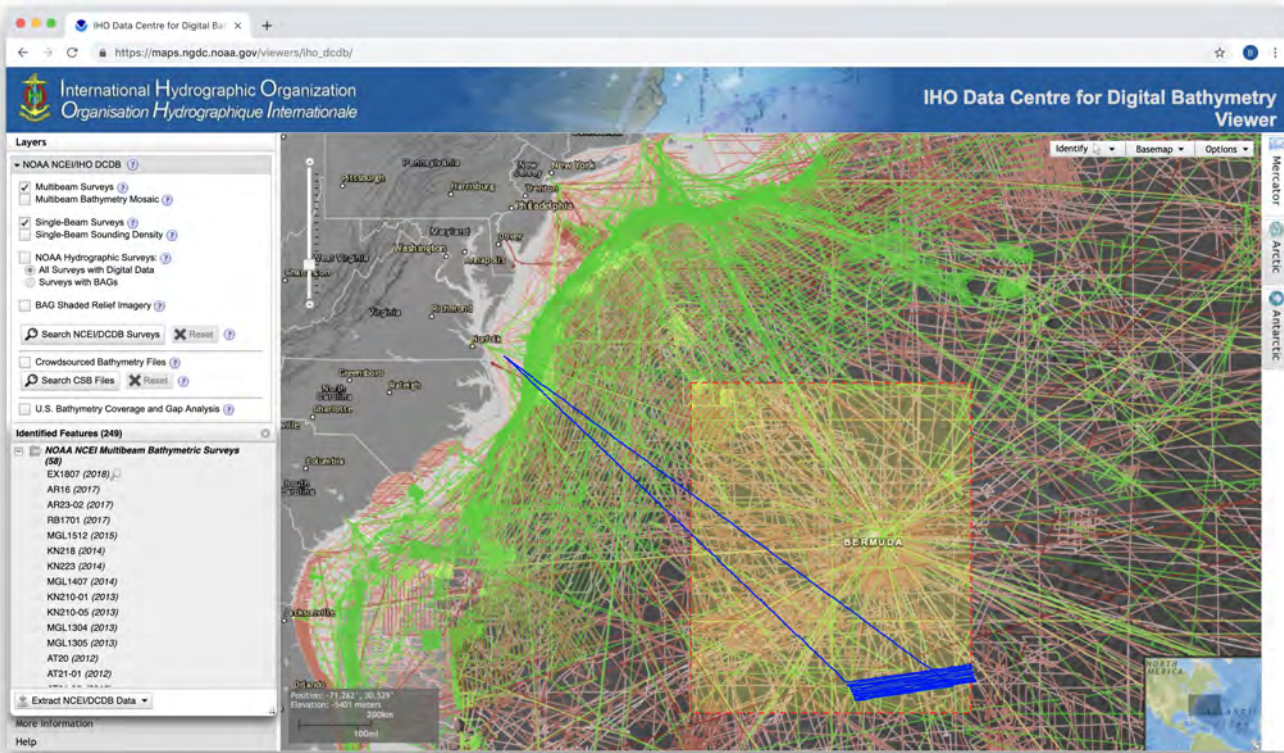 IHO Data Centre for Digital Bat
https://maps.ngdc.noaa.gov/viewers/iho_dcdb/
B
International Hydrographic Organization
Organisation Hydrographique Internationale
IHO Data Centre for Digital Bathymetry
Viewer
Layers
NOAA NCEI/IHO DCDB
Multibeam Surveys
Multibeam Bathymetry Mosaic
Single-Beam Surveys
Single-Beam Sounding Density
NOAA Hydrographic Surveys:
All Surveys with Digital Data
Surveys with BAGs
BAG Shaded Relief Imagery
Search NCEI/DCDB Surveys Reset
Crowdsourced Bathymetry Files
Search CSB Files Reset
U.S. Bathymetry Coverage and Gap Analysis
Identified Features (249)
NOAA NCEI Multibeam Bathymetric Surveys
(58)
EX1807 (2018)
AR16 (2017)
AR23-02 (2017)
RB1701 (2017)
MGL1512 (2015)
KN218 (2014)
KN223 (2014)
MGL1407 (2014)
KN210-01 (2013)
KN210-05 (2013)
MGL1304 (2013)
MGL1305 (2013)
AT20 (2012)
AT21-01 (2012)
Extract NCEI/DCDB Data
More Information
Help
Identify
Basemap
Options
Mercator
Arctic
Antarctic
Pennsylvania
Pittsburgh
Harrisburg
New Jersey
New York
Trenton
Philadelphia
Maryland
Dover
Washington
Annapolis
West Virginia
Richmond
Virginia
Norfolk
Greensboro
Raleigh
North
Carolina
Charlotte
Columbia
South
Carolina
Jacksonville
Orlando
BERMUDA
Position: -71.262°, 30.529°
Elevation: -5401 meters
200km
100mi
NORTH
AMERICA